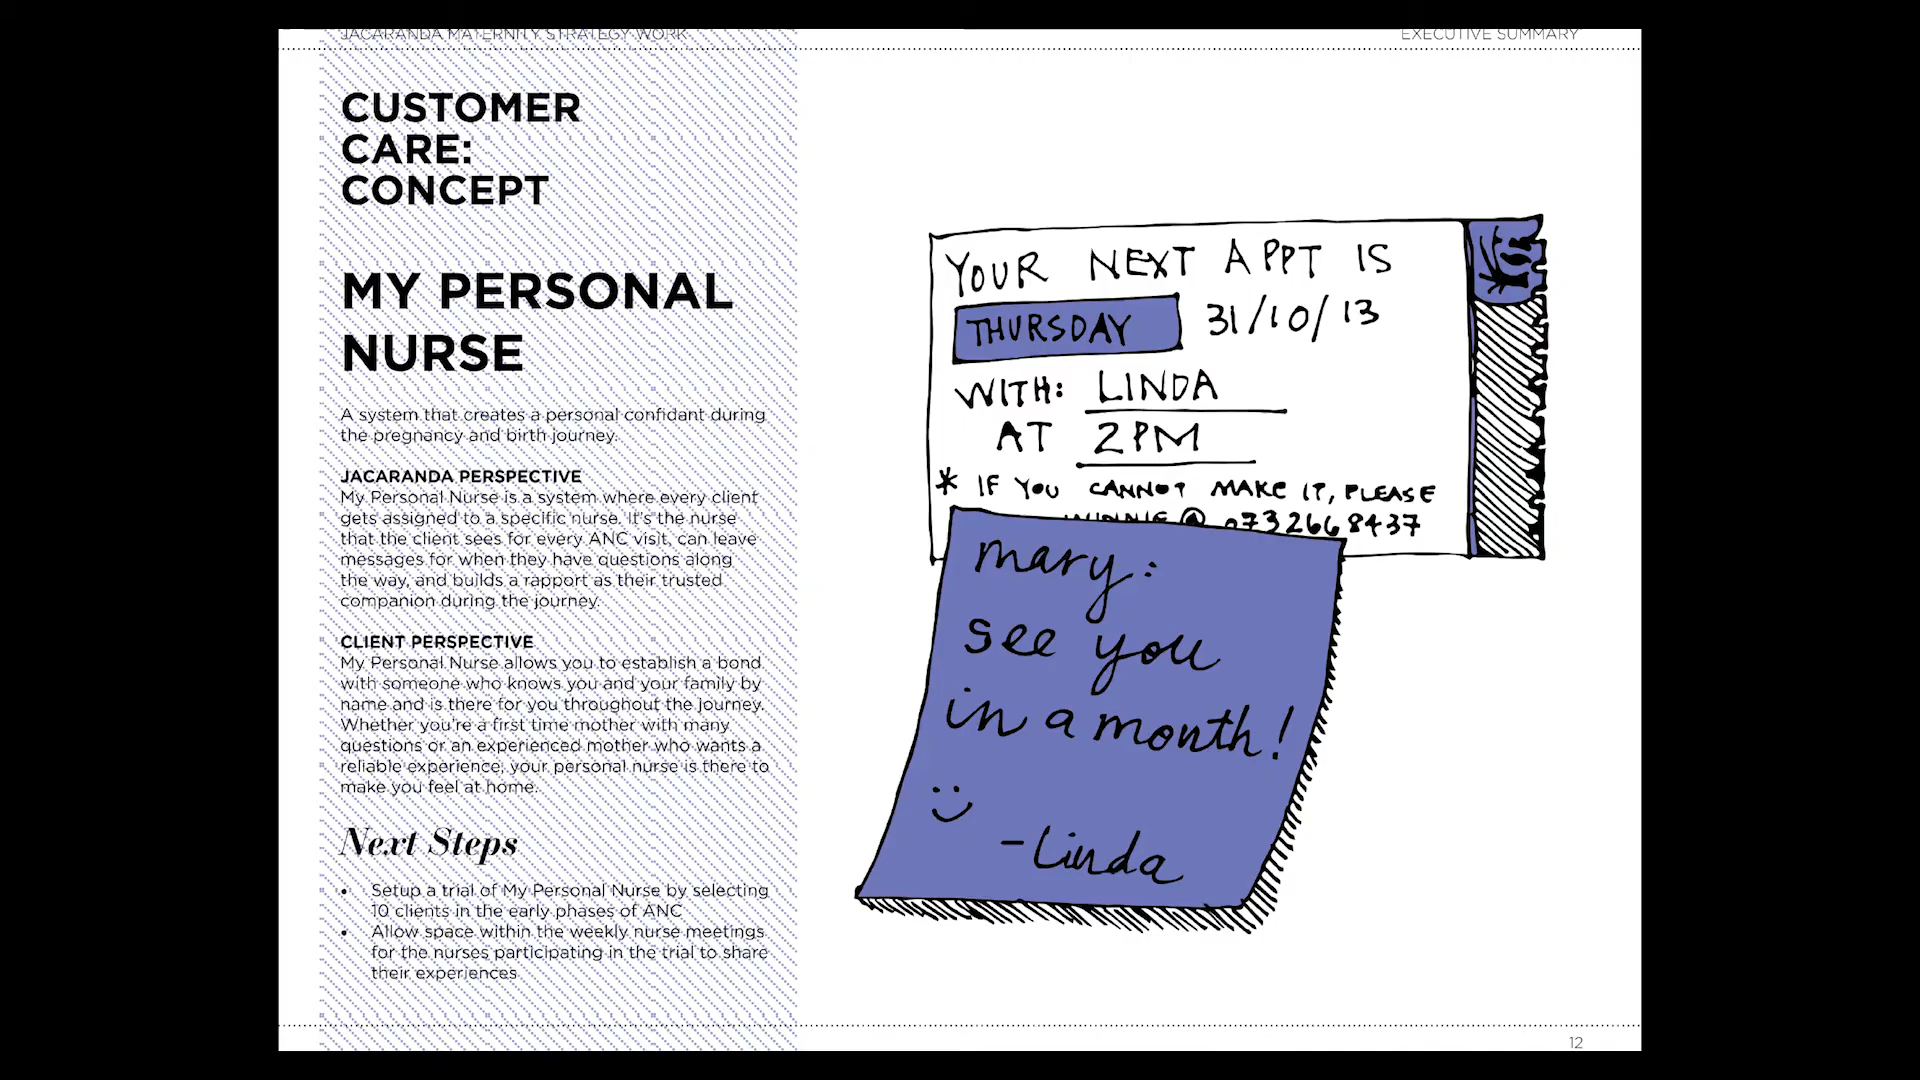 JACARANDA MATERNITY STRATEGY WORK
EXECUTIVE SUMMARY
CUSTOMER
CARE:
CONCEPT
MY PERSONAL
NURSE
A system that creates a personal confidant during
the pregnancy and birth journey.
JACARANDA PERSPECTIVE
My Personal Nurse is a system where every client
gets assigned to a specific nurse. It's the nurse
that the client sees for every ANC visit, can leave
messages for when they have questions along
the way, and builds a rapport as their trusted
companion during the journey.
CLIENT PERSPECTIVE
My Personal Nurse allows you to establish a bond
with someone who knows you and your family by
name and is there for you throughout the journey.
Whether you're a first time mother with many
questions or an experienced mother who wants a
reliable experience, your personal nurse is there to
make you feel at home.
Next Steps
• Setup a trial of My Personal Nurse by selecting
10 clients in the early phases of ANC
• Allow space within the weekly nurse meetings
for the nurses participating in the trial to share
their experiences
YOUR NEXT APPT IS
THURSDAY 31/10/13
WITH: LINDA
AT 2PM
* IF YOU CANNOT MAKE IT, PLEASE
@ 0732668437
mary:
see you
in a month!
:)
-Linda
12